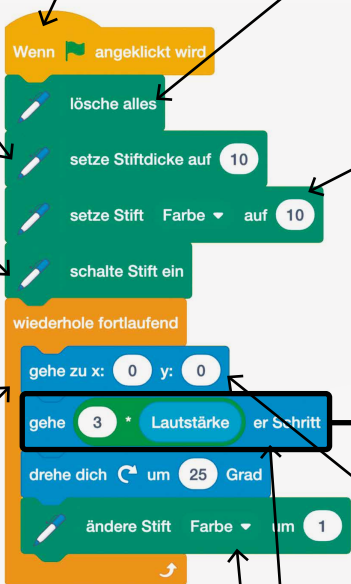 Wenn angeklickt wird
lösche alles
setze Stiftdicke auf 10
setze Stift Farbe auf 10
schalte Stift ein
wiederhole fortlaufend
gehe zu x: 0 y: 0
gehe 3 * Lautstärke er Schritt
drehe dich um 25 Grad
ändere Stift Farbe um 1